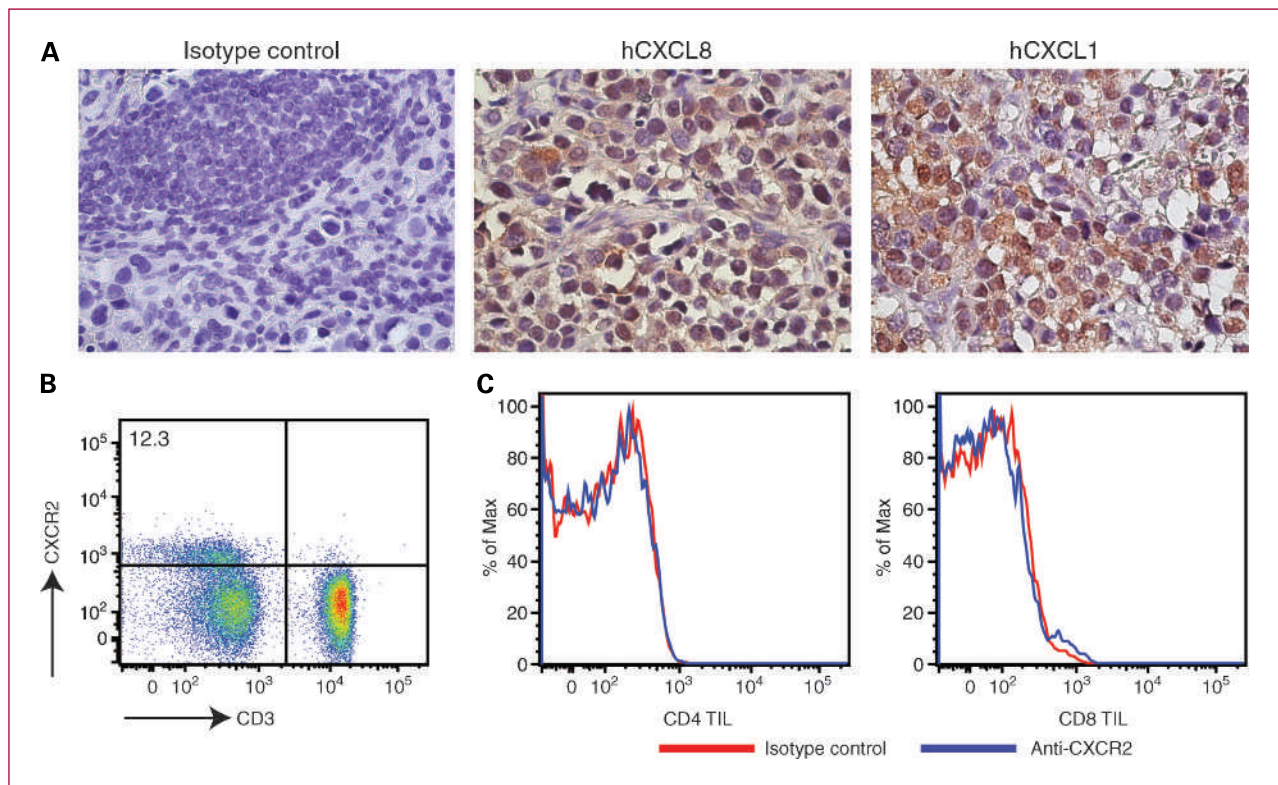 A
Isotype control
hCXCL8
hCXCL1
B
12.3
10⁵
10⁴
10³
10²
0
CXCR2
0 10² 10³ 10⁴ 10⁵
CD3
C
100
80
60
40
20
0
% of Max
0 10² 10³ 10⁴ 10⁵
CD4 TIL
100
80
60
40
20
0
% of Max
0 10² 10³ 10⁴ 10⁵
CD8 TIL
Isotype control
Anti-CXCR2